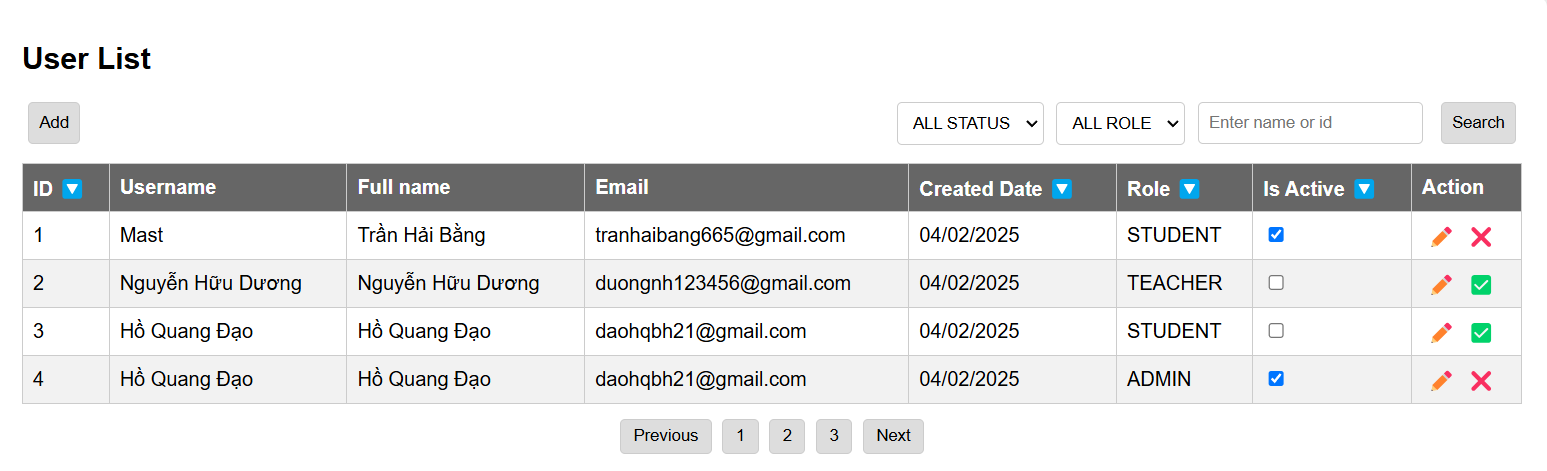 User List
Add ALL STATUS ALL ROLE Enter name or id Search
ID Username Full name Email Created Date Role Is Active Action
1 Mast Trần Hải Bằng tranhaibang665@gmail.com 04/02/2025 STUDENT
2 Nguyễn Hữu Dương Nguyễn Hữu Dương duongnh123456@gmail.com 04/02/2025 TEACHER
3 Hồ Quang Đạo Hồ Quang Đạo daohqbh21@gmail.com 04/02/2025 STUDENT
4 Hồ Quang Đạo Hồ Quang Đạo daohqbh21@gmail.com 04/02/2025 ADMIN
Previous 1 2 3 Next